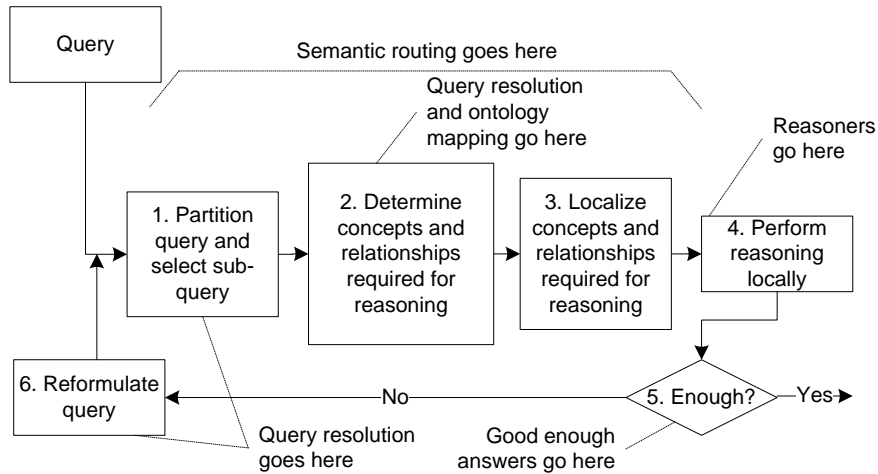 Query
Semantic routing goes here
Query resolution
and ontology
mapping go here
Reasoners
go here
1. Partition
query and
select sub-
query
2. Determine
concepts and
relationships
required for
reasoning
3. Localize
concepts and
relationships
required for
reasoning
4. Perform
reasoning
locally
6. Reformulate
query
No
5. Enough?
Yes
Query resolution
goes here
Good enough
answers go here